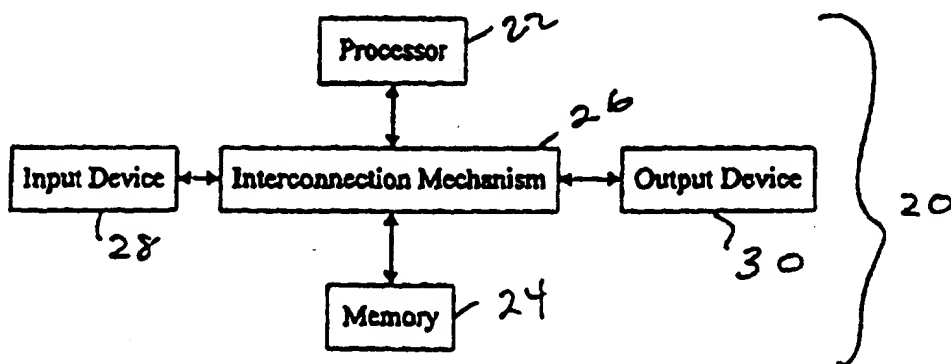 22
Processor
26
Input Device
Interconnection Mechanism
Output Device
20
28
30
24
Memory